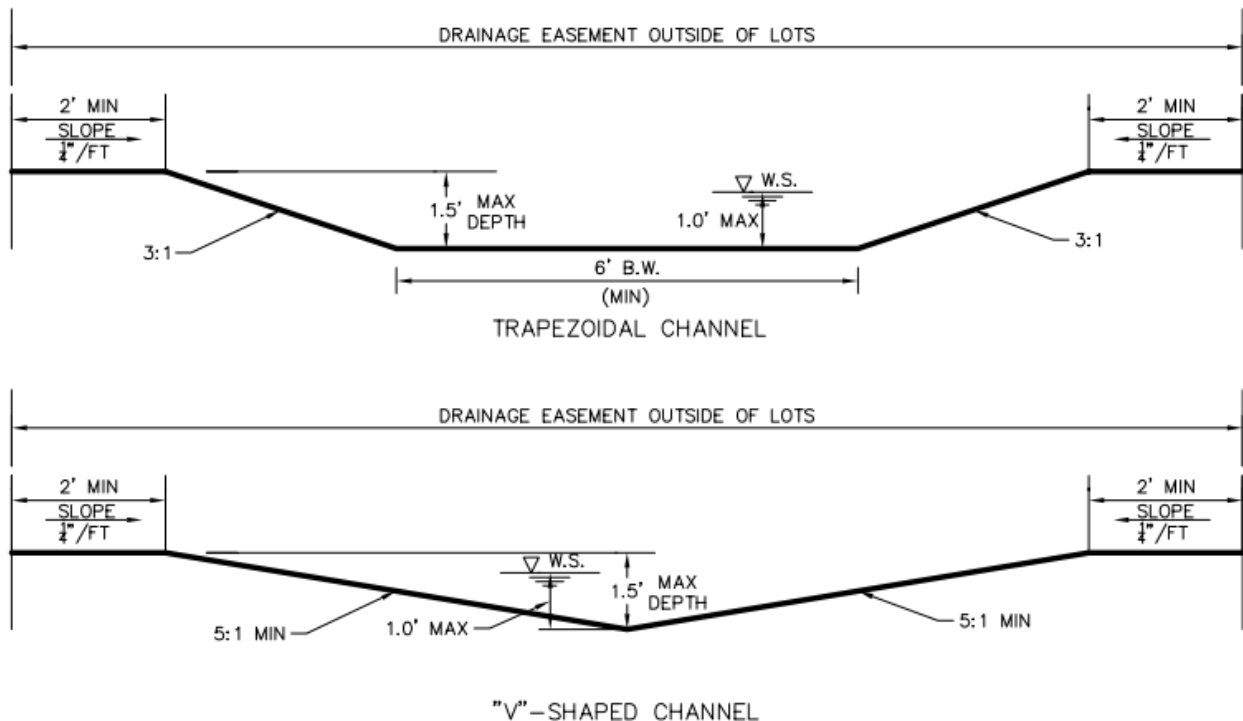 DRAINAGE EASEMENT OUTSIDE OF LOTS
2' MIN
SLOPE
1/4"/FT
2' MIN
SLOPE
1/4"/FT
3:1
1.5' MAX
DEPTH
W.S.
1.0' MAX
3:1
6' B.W.
(MIN)
TRAPEZOIDAL CHANNEL
DRAINAGE EASEMENT OUTSIDE OF LOTS
2' MIN
SLOPE
1/4"/FT
2' MIN
SLOPE
1/4"/FT
5:1 MIN
W.S.
1.0' MAX
1.5' MAX
DEPTH
5:1 MIN
"V"-SHAPED CHANNEL